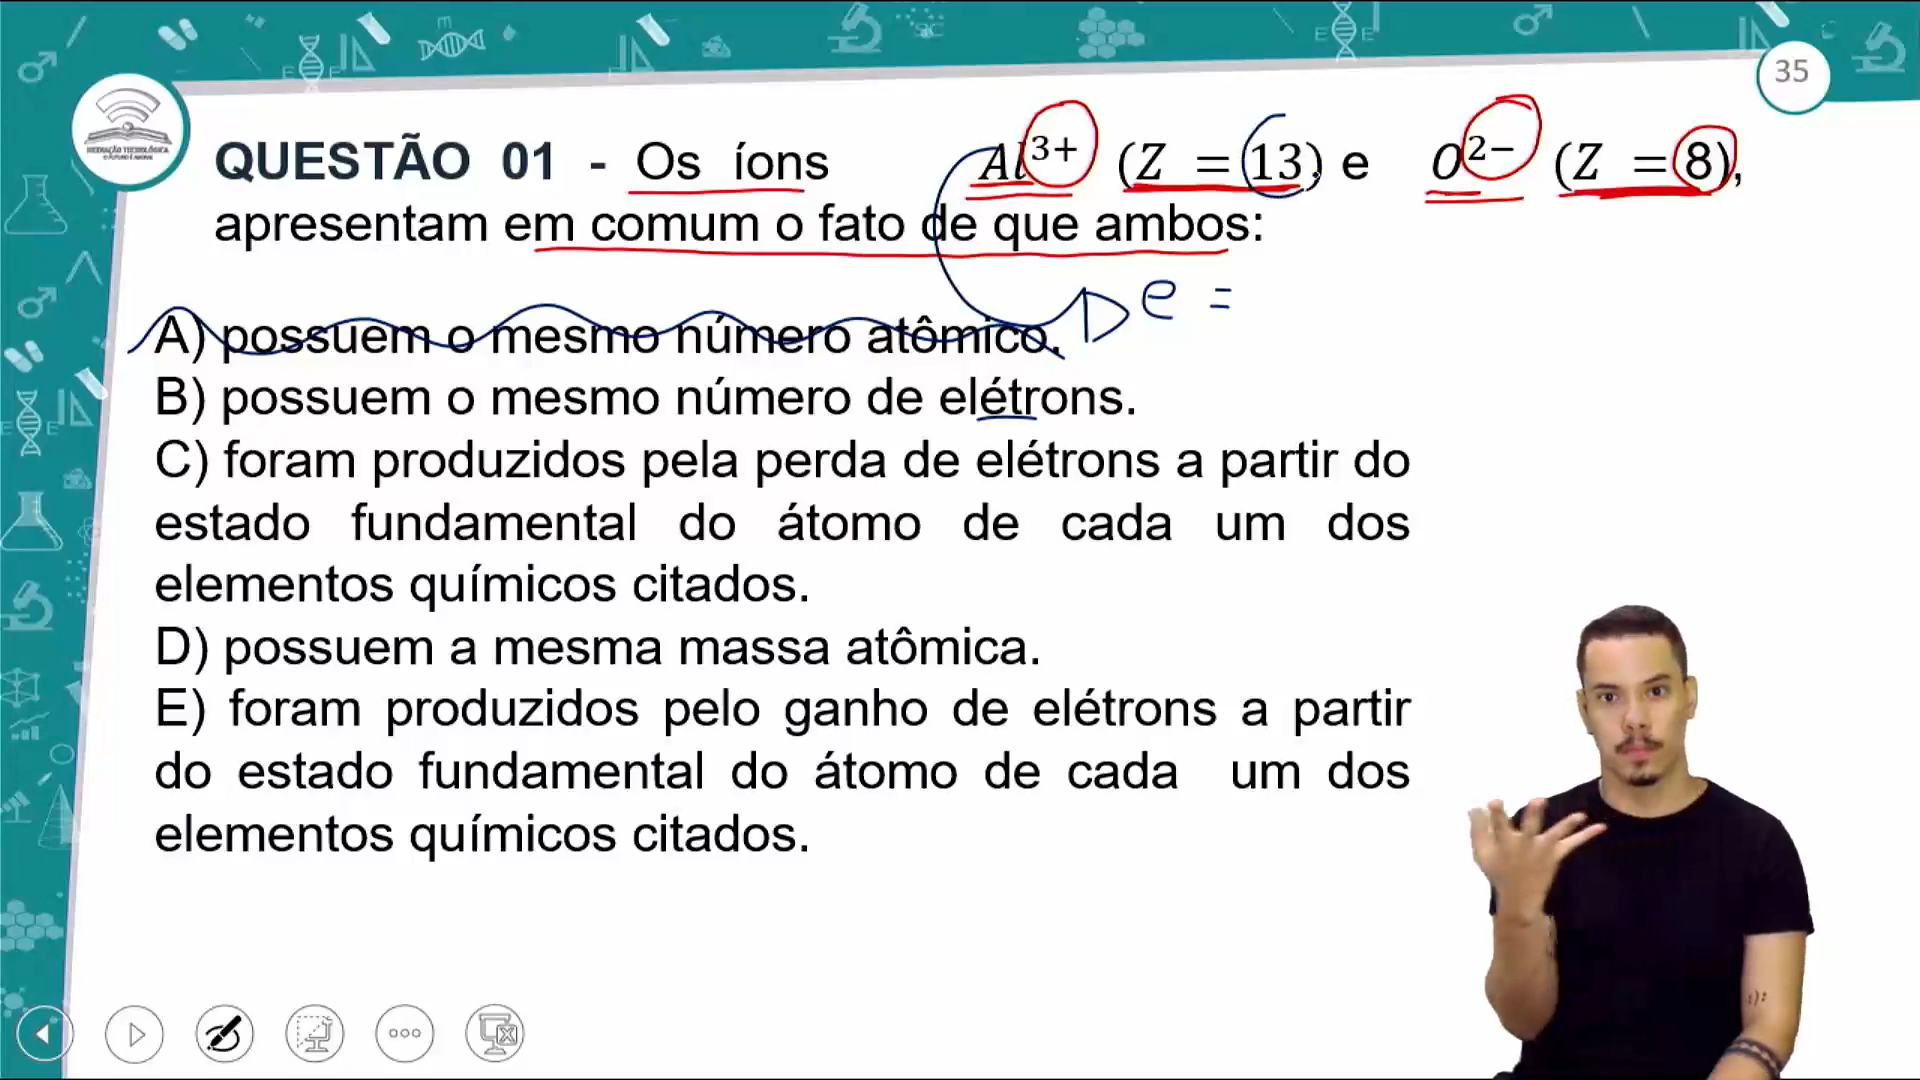 35
QUESTÃO 01 - Os íons Al³⁺ (Z = 13) e O²⁻ (Z = 8),
apresentam em comum o fato de que ambos:
e =
A) possuem o mesmo número atômico.
B) possuem o mesmo número de elétrons.
C) foram produzidos pela perda de elétrons a partir do
estado fundamental do átomo de cada um dos
elementos químicos citados.
D) possuem a mesma massa atômica.
E) foram produzidos pelo ganho de elétrons a partir
do estado fundamental do átomo de cada um dos
elementos químicos citados.